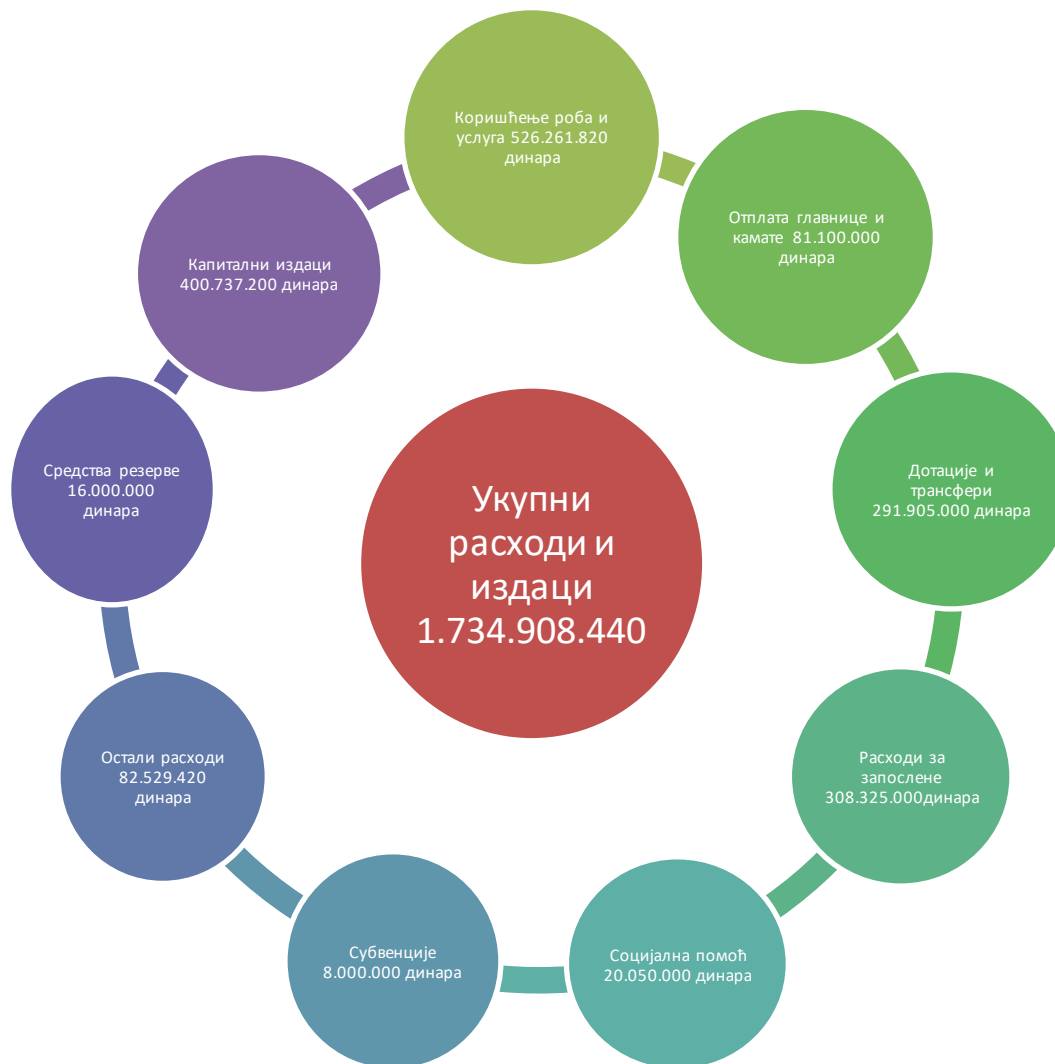 Коришћење роба и
услуга 526.261.820
динара
Отплата главнице и
камате 81.100.000
динара
Дотације и
трансфери
291.905.000 динара
Расходи за
запослене
308.325.000динара
Социјална помоћ
20.050.000 динара
Субвенције
8.000.000 динара
Остали расходи
82.529.420
динара
Средства резерве
16.000.000
динара
Капитални издаци
400.737.200 динара
Укупни
расходи и
издаци
1.734.908.440